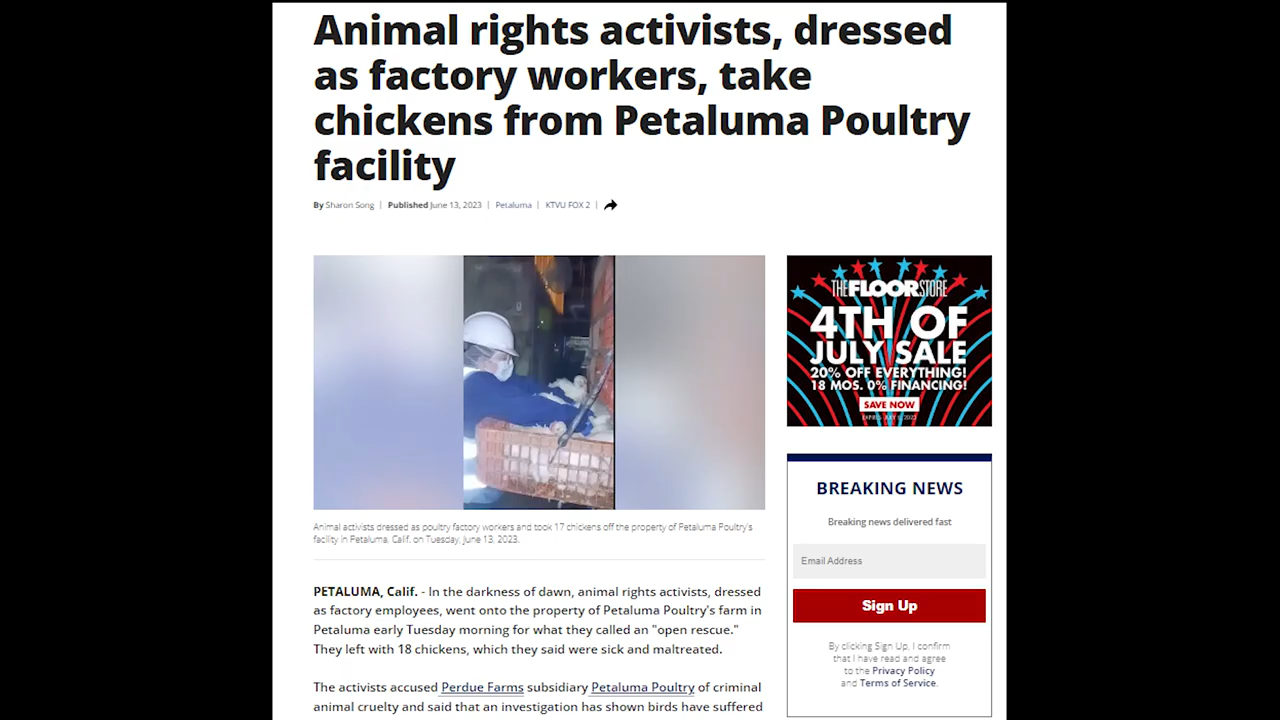 Animal rights activists, dressed
as factory workers, take
chickens from Petaluma Poultry
facility
By Sharon Song | Published June 13, 2023 | Petaluma | KTVU FOX 2 |
THE FLOOR STORE
4TH OF
JULY SALE
20% OFF EVERYTHING!
18 MOS. 0% FINANCING!
SAVE NOW
Animal activists dressed as poultry factory workers and took 17 chickens off the property of Petaluma Poultry's
facility in Petaluma, Calif. on Tuesday, June 13, 2023.
PETALUMA, Calif. - In the darkness of dawn, animal rights activists, dressed
as factory employees, went onto the property of Petaluma Poultry's farm in
Petaluma early Tuesday morning for what they called an "open rescue."
They left with 18 chickens, which they said were sick and maltreated.
The activists accused Perdue Farms subsidiary Petaluma Poultry of criminal
animal cruelty and said that an investigation has shown birds have suffered
BREAKING NEWS
Breaking news delivered fast
Email Address
Sign Up
By clicking Sign Up, I confirm
that I have read and agree
to the Privacy Policy
and Terms of Service.